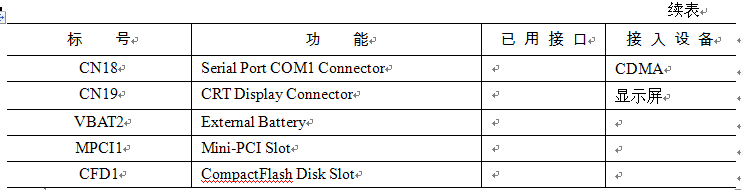 续表
标 号 功 能 已 用 接 口 接 入 设 备
CN18 Serial Port COM1 Connector CDMA
CN19 CRT Display Connector 显示屏
VBAT2 External Battery
MPCI1 Mini-PCI Slot
CFD1 CompactFlash Disk Slot